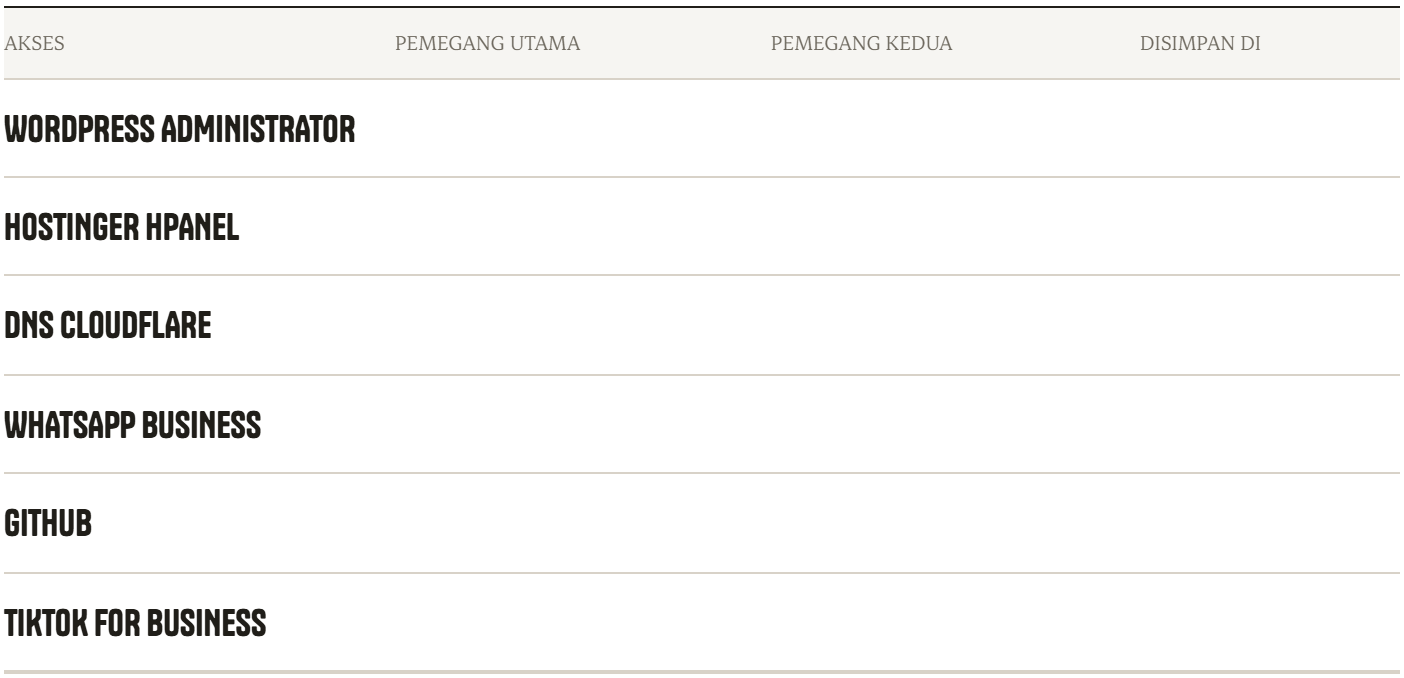 AKSES PEMEGANG UTAMA PEMEGANG KEDUA DISIMPAN DI
WORDPRESS ADMINISTRATOR
HOSTINGER HPANEL
DNS CLOUDFLARE
WHATSAPP BUSINESS
GITHUB
TIKTOK FOR BUSINESS